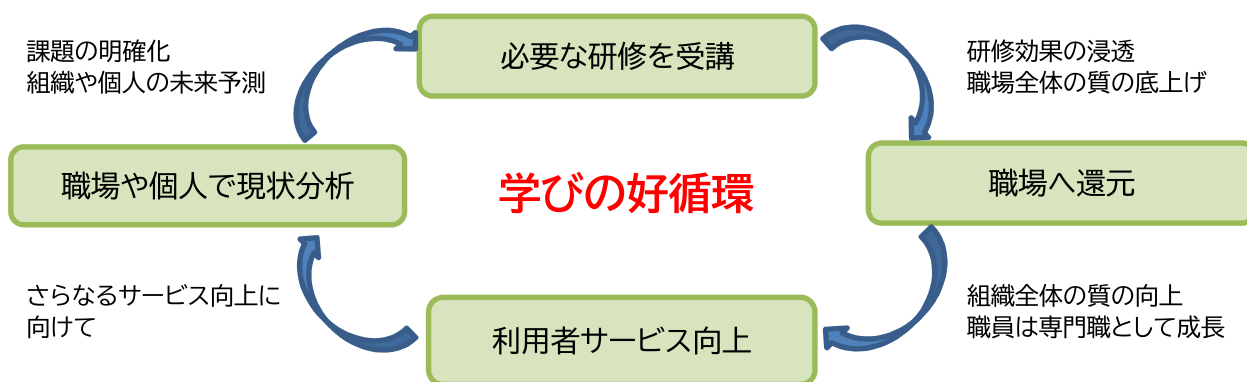 課題の明確化
組織や個人の未来予測
必要な研修を受講
研修効果の浸透
職場全体の質の底上げ
職場や個人で現状分析
学びの好循環
職場へ還元
さらなるサービス向上に
向けて
利用者サービス向上
組織全体の質の向上
職員は専門職として成長